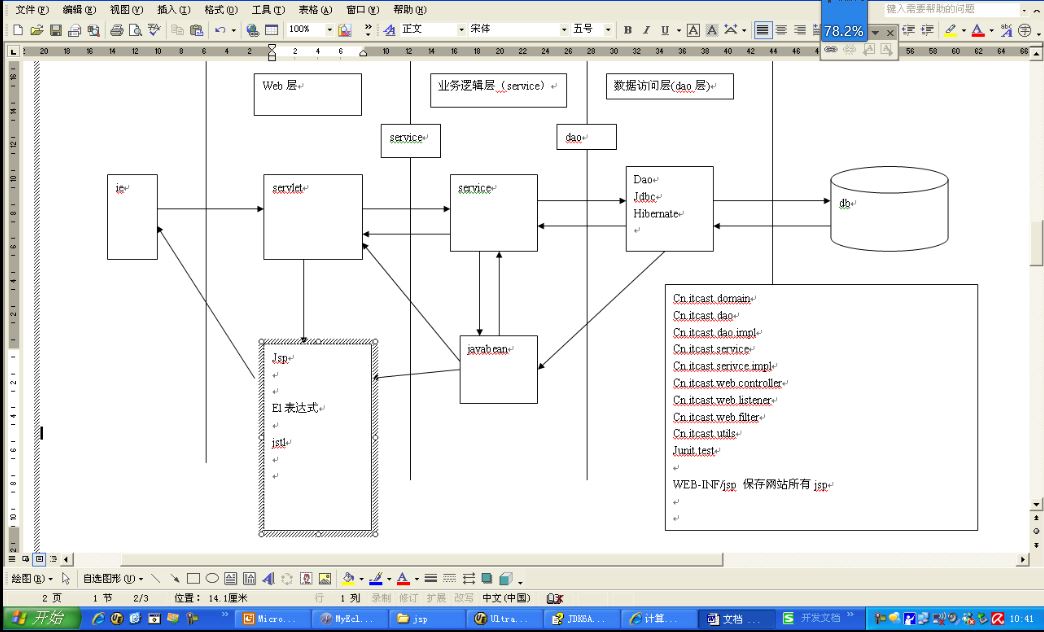 文件(F) 编辑(E) 视图(V) 插入(I) 格式(O) 工具(T) 表格(A) 窗口(W) 帮助(H)
键入需要帮助的问题
100% 正文 宋体 五号 B I U A A
78.2%
Web 层
业务逻辑层（service）
数据访问层(dao 层)
service
dao
ie
servlet
service
Dao
Jdbc
Hibernate
db
javabean
Jsp
El 表达式
jstl
Cn.itcast.domain
Cn.itcast.dao
Cn.itcast.dao.impl
Cn.itcast.service
Cn.itcast.serivce.impl
Cn.itcast.web.controller
Cn.itcast.web.listener
Cn.itcast.web.filter
Cn.itcast.utils
Junit.test
WEB-INF/jsp 保存网站所有 jsp
绘图(R) 自选图形(U)
2 页 1 节 2/3 位置: 14.1厘米 行 1 列 录制 修订 扩展 改写 中文(中国)
开始 Micro... MyEcl... jsp Ultra... JDK6A... 计算... 文档 ... 开发文档 10:41